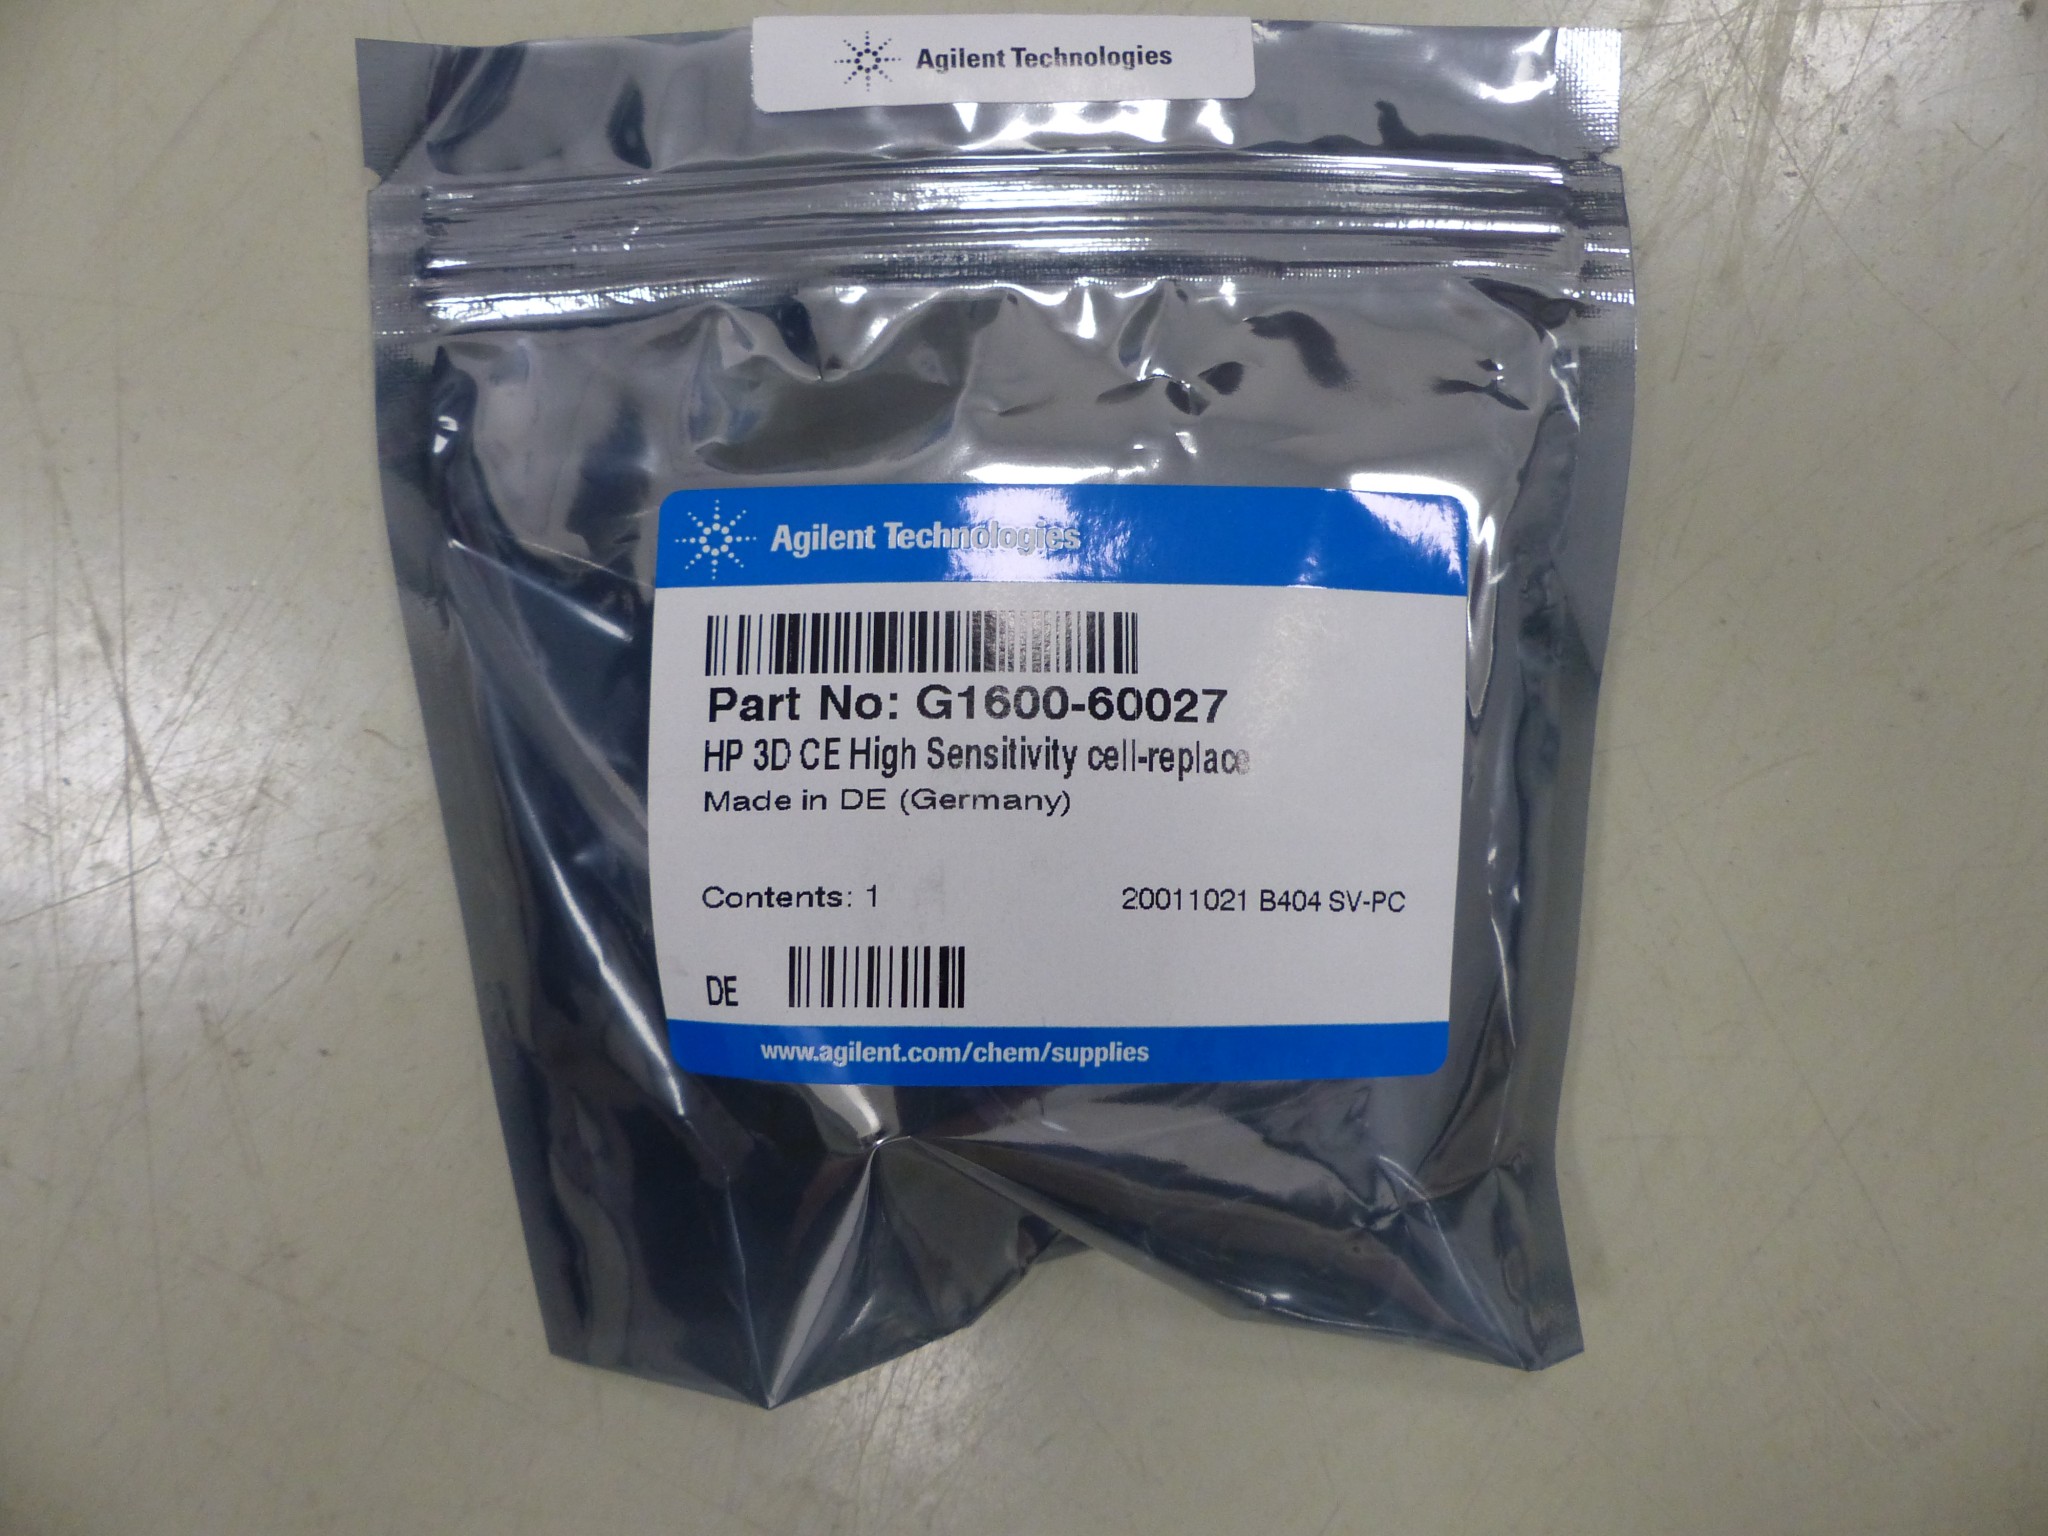 Agilent Technologies
Agilent Technologies
Part No: G1600-60027
HP 3D CE High Sensitivity cell-replace
Made in DE (Germany)
Contents: 1 20011021 B404 SV-PC
DE
www.agilent.com/chem/supplies